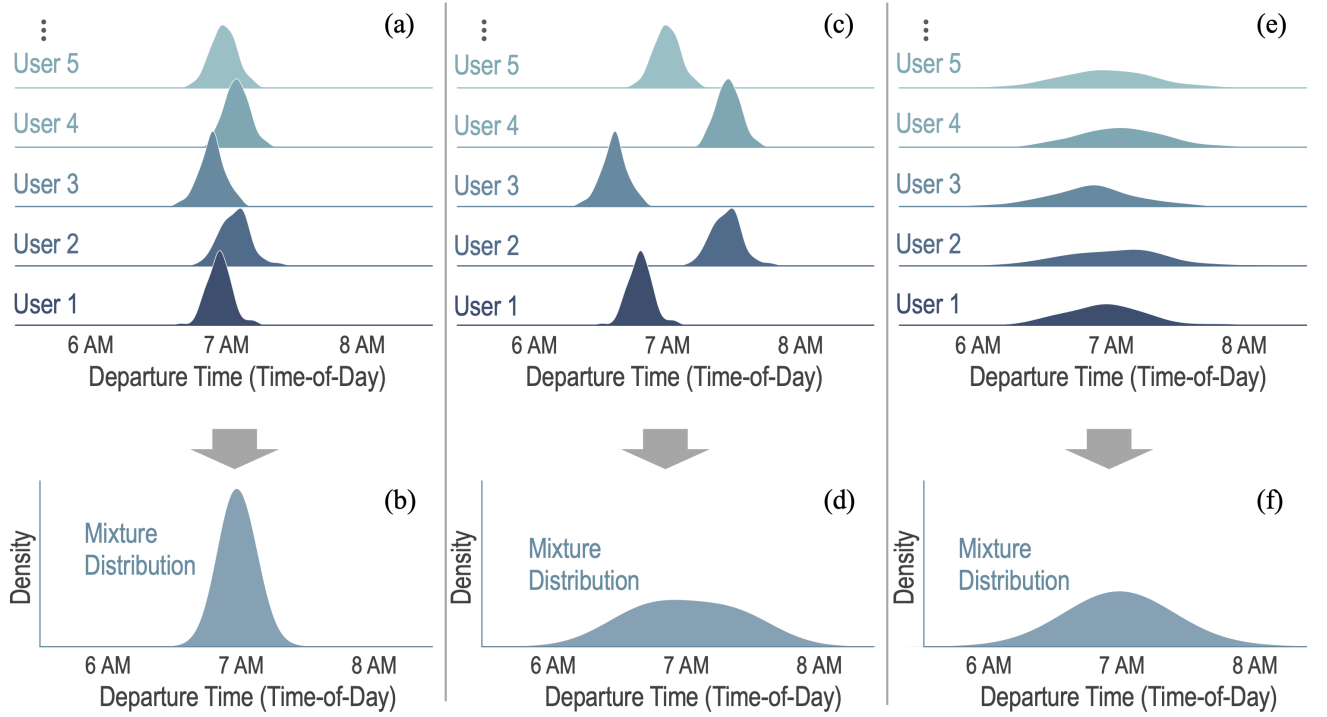 (a)
⋮
User 5
User 4
User 3
User 2
User 1
6 AM 7 AM 8 AM
Departure Time (Time-of-Day)
(b)
Mixture
Distribution
Density
6 AM 7 AM 8 AM
Departure Time (Time-of-Day)
(c)
⋮
User 5
User 4
User 3
User 2
User 1
6 AM 7 AM 8 AM
Departure Time (Time-of-Day)
(d)
Mixture
Distribution
Density
6 AM 7 AM 8 AM
Departure Time (Time-of-Day)
(e)
⋮
User 5
User 4
User 3
User 2
User 1
6 AM 7 AM 8 AM
Departure Time (Time-of-Day)
(f)
Mixture
Distribution
Density
6 AM 7 AM 8 AM
Departure Time (Time-of-Day)